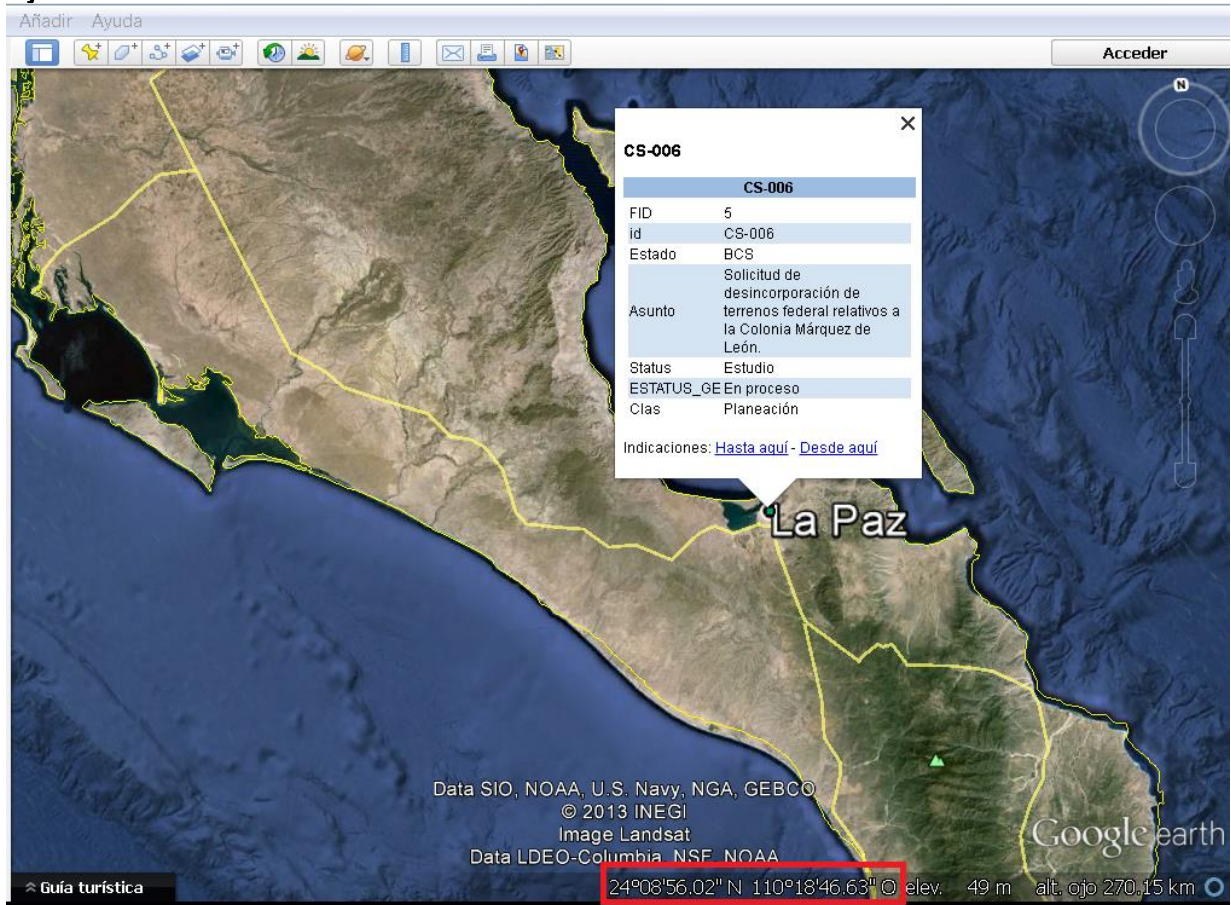 Añadir Ayuda
Acceder
N
CS-006
CS-006
FID 5
id CS-006
Estado BCS
Asunto Solicitud de
desincorporación de
terrenos federal relativos a
la Colonia Márquez de
León.
Status Estudio
ESTATUS_GE En proceso
Clas Planeación
Indicaciones: Hasta aquí - Desde aquí
La Paz
Data SIO, NOAA, U.S. Navy, NGA, GEBCO
© 2013 INEGI
Image Landsat
Data LDEO-Columbia, NSF, NOAA
Google earth
Guía turística
24°08'56.02" N 110°18'46.63" O elev. 49 m alt. ojo 270.15 km